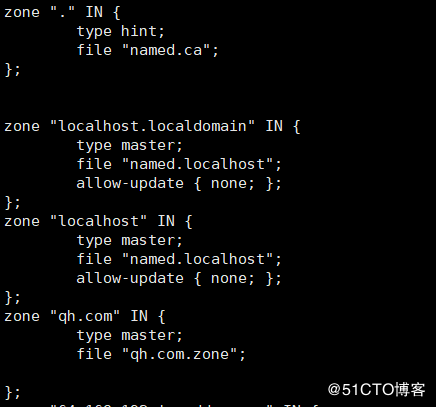 zone "." IN {
        type hint;
        file "named.ca";
};
zone "localhost.localdomain" IN {
        type master;
        file "named.localhost";
        allow-update { none; };
};
zone "localhost" IN {
        type master;
        file "named.localhost";
        allow-update { none; };
};
zone "qh.com" IN {
        type master;
        file "qh.com.zone";
};
@51CTO博客